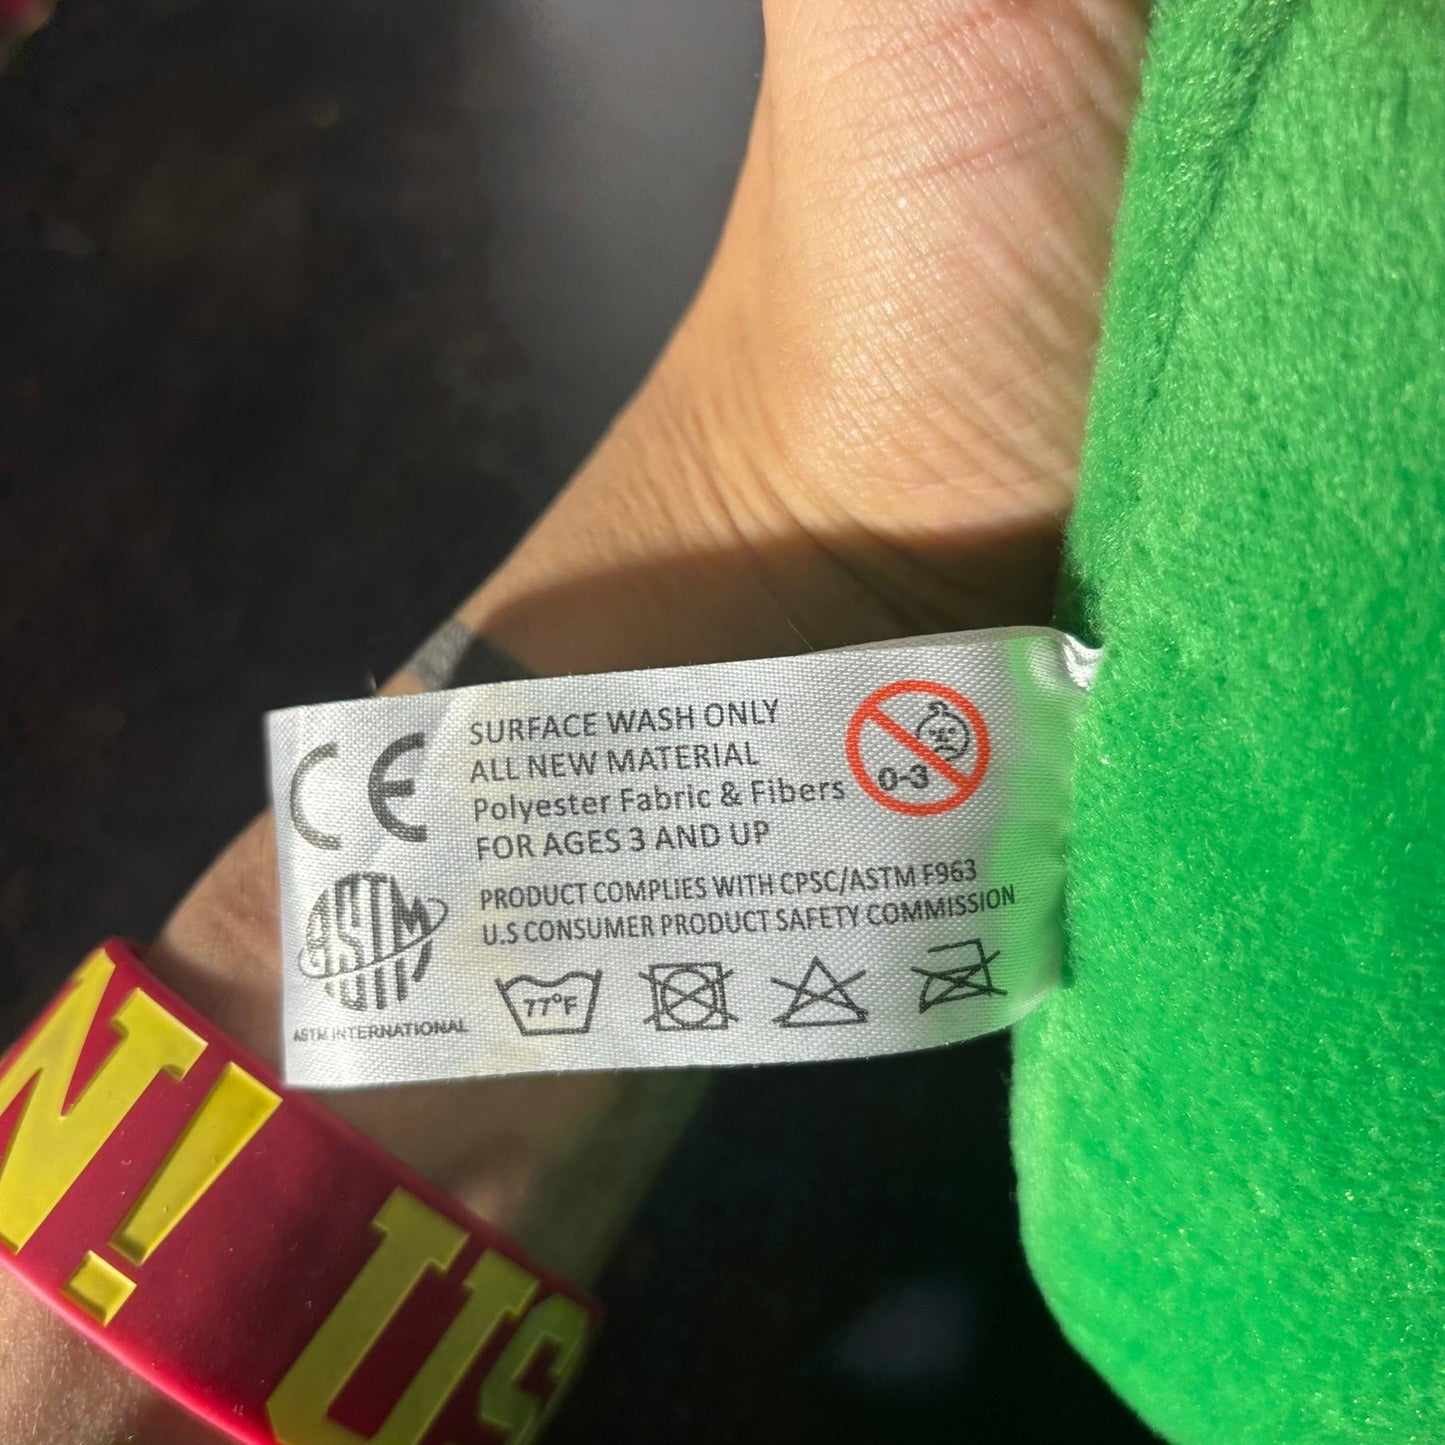 CE
SURFACE WASH ONLY
ALL NEW MATERIAL
Polyester Fabric & Fibers
FOR AGES 3 AND UP
0-3
PRODUCT COMPLIES WITH CPSC/ASTM F963
U.S CONSUMER PRODUCT SAFETY COMMISSION
ASTM
ASTM INTERNATIONAL
77°F
N! US